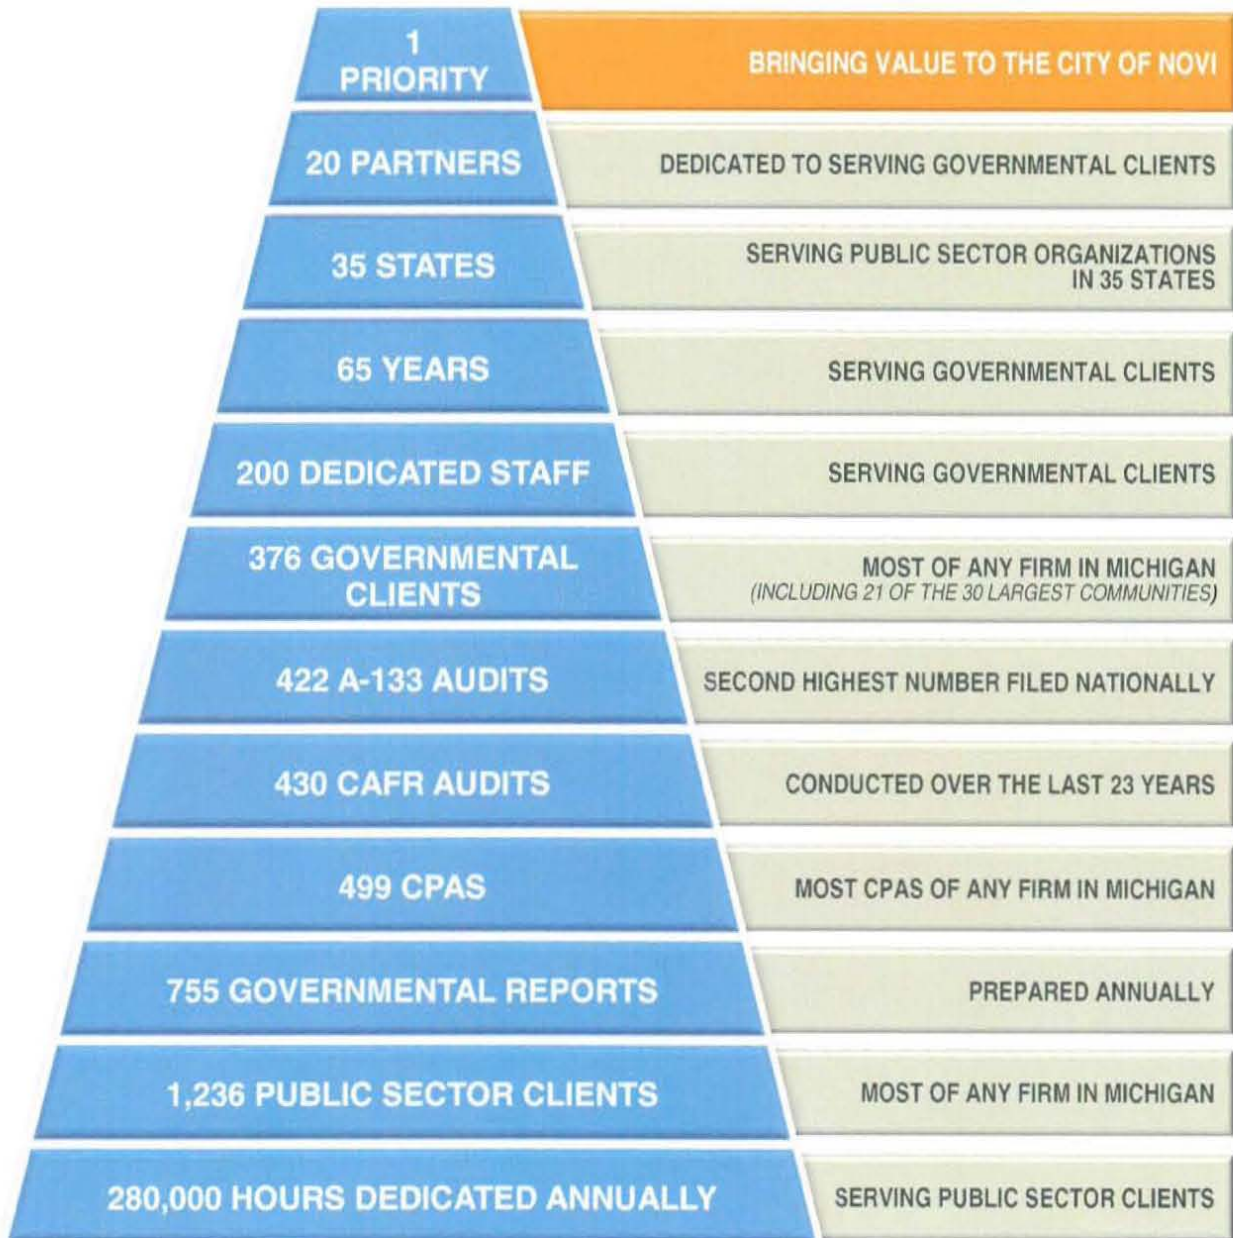 1
PRIORITY
BRINGING VALUE TO THE CITY OF NOVI
20 PARTNERS
DEDICATED TO SERVING GOVERNMENTAL CLIENTS
35 STATES
SERVING PUBLIC SECTOR ORGANIZATIONS
IN 35 STATES
65 YEARS
SERVING GOVERNMENTAL CLIENTS
200 DEDICATED STAFF
SERVING GOVERNMENTAL CLIENTS
376 GOVERNMENTAL
CLIENTS
MOST OF ANY FIRM IN MICHIGAN
(INCLUDING 21 OF THE 30 LARGEST COMMUNITIES)
422 A-133 AUDITS
SECOND HIGHEST NUMBER FILED NATIONALLY
430 CAFR AUDITS
CONDUCTED OVER THE LAST 23 YEARS
499 CPAS
MOST CPAS OF ANY FIRM IN MICHIGAN
755 GOVERNMENTAL REPORTS
PREPARED ANNUALLY
1,236 PUBLIC SECTOR CLIENTS
MOST OF ANY FIRM IN MICHIGAN
280,000 HOURS DEDICATED ANNUALLY
SERVING PUBLIC SECTOR CLIENTS